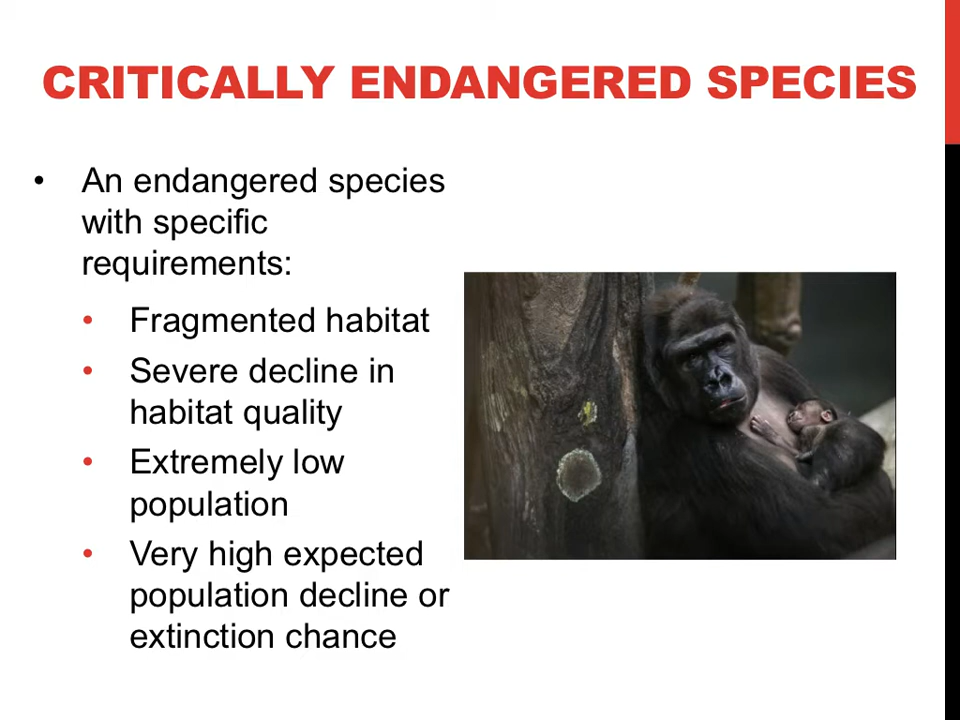 CRITICALLY ENDANGERED SPECIES
• An endangered species
with specific
requirements:
• Fragmented habitat
• Severe decline in
habitat quality
• Extremely low
population
• Very high expected
population decline or
extinction chance